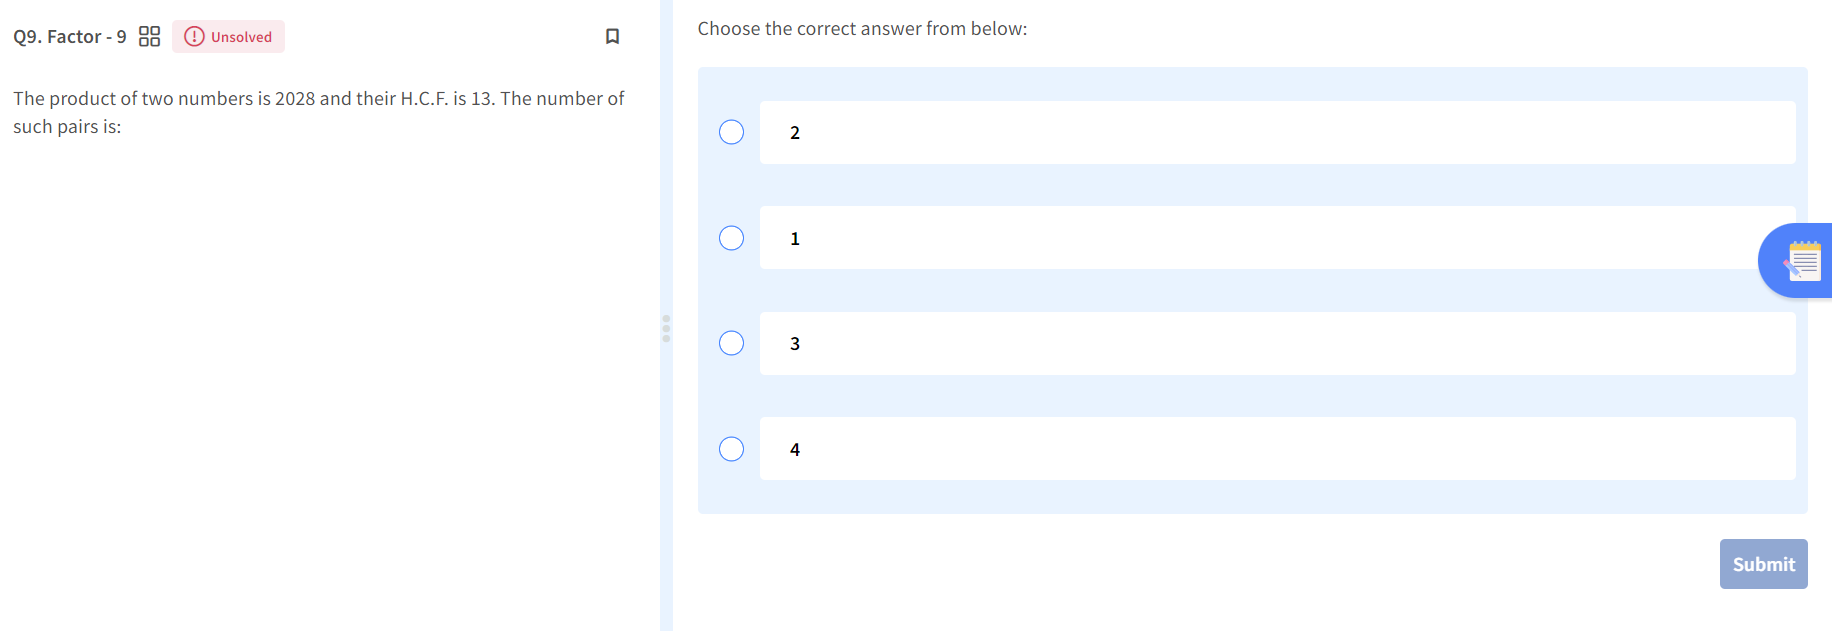 Q9. Factor - 9
Unsolved
The product of two numbers is 2028 and their H.C.F. is 13. The number of
such pairs is:
Choose the correct answer from below:
2
1
3
4
Submit